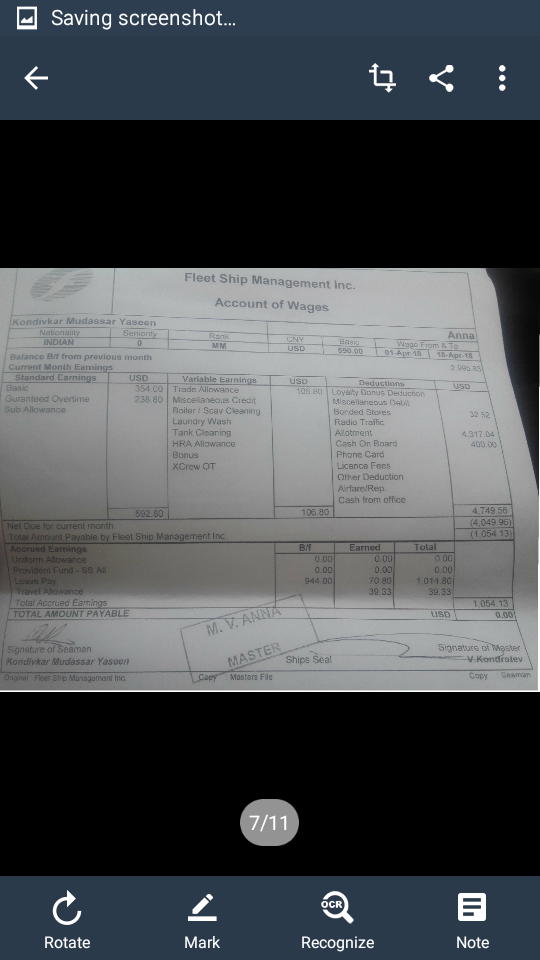 Saving screenshot...
Fleet Ship Management Inc.
Account of Wages
Kondivkar Mudassar Yaseen Anna
Nationality Seniority Rank CNY Basic Wage From & To
INDIAN 0 MM USD 590.00 01-Apr-18 18-Apr-18
Balance B/f from previous month
Current Month Earnings
Standard Earnings USD Variable Earnings USD Deductions USD
Basic 354.00 Trade Allowance 106.80 Loyalty Bonus Deduction
Guranteed Overtime 238.80 Miscellaneous Credit Miscellaneous Debit
Sub Allowance Boiler / Scav Cleaning Bonded Stores 32.52
Laundry Wash Radio Traffic
Tank Cleaning Allotment 4,317.04
HRA Allowance Cash On Board 400.00
Bonus Phone Card
XCrew OT Licence Fees
Other Deduction
Airfare/Rep.
Cash from office
592.80 106.80 4,749.56
Net Due for current month (4,049.96)
Total Amount Payable by Fleet Ship Management Inc. (1,054.13)
Accrued Earnings B/f Earned Total
Uniform Allowance 0.00 0.00 0.00
Provident Fund - SB All 0.00 0.00 0.00
Leave Pay 944.00 70.80 1,014.80
Travel Allowance 39.33 39.33
Total Accrued Earnings 1,054.13
TOTAL AMOUNT PAYABLE USD 0.00
M. V. ANNA
MASTER
Signature of Seaman Ships Seal Signature of Master
Kondivkar Mudassar Yaseen V.Kondratev
Original Fleet Ship Management Inc. Copy Masters File Copy Seaman
7/11
OCR
Rotate Mark Recognize Note